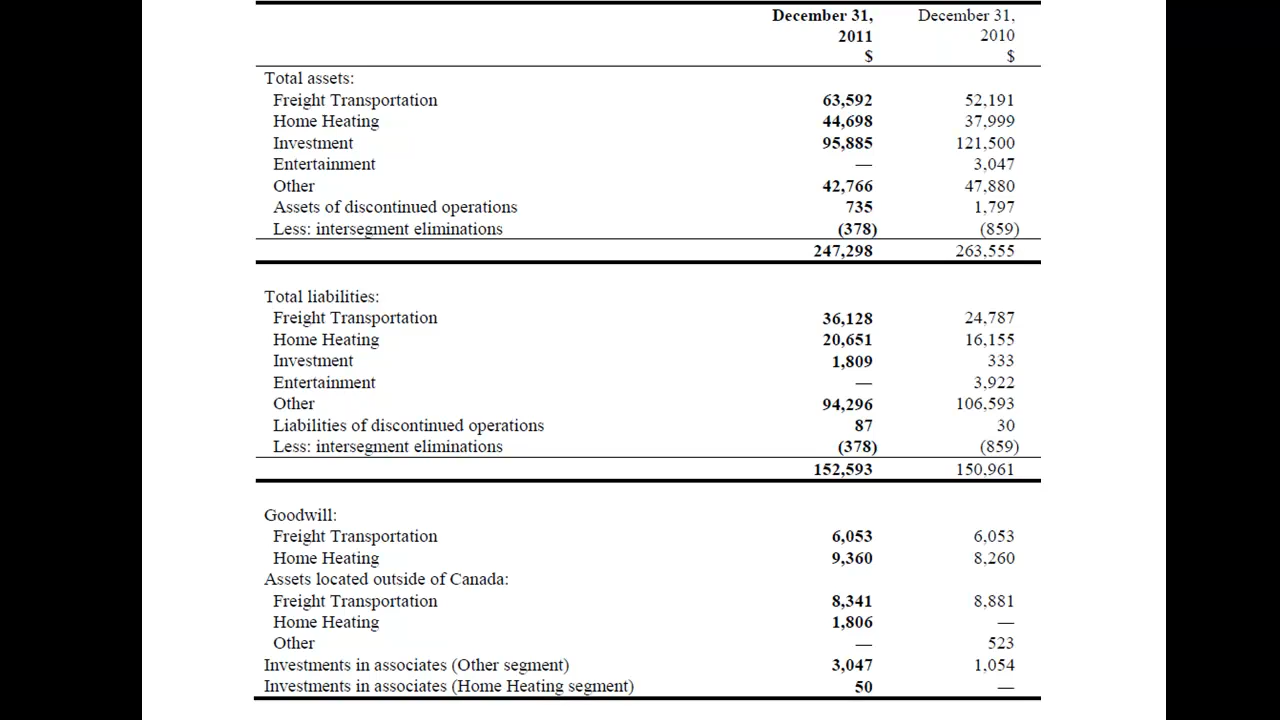 December 31, December 31,
2011 2010
$ $
Total assets:
Freight Transportation 63,592 52,191
Home Heating 44,698 37,999
Investment 95,885 121,500
Entertainment — 3,047
Other 42,766 47,880
Assets of discontinued operations 735 1,797
Less: intersegment eliminations (378) (859)
247,298 263,555
Total liabilities:
Freight Transportation 36,128 24,787
Home Heating 20,651 16,155
Investment 1,809 333
Entertainment — 3,922
Other 94,296 106,593
Liabilities of discontinued operations 87 30
Less: intersegment eliminations (378) (859)
152,593 150,961
Goodwill:
Freight Transportation 6,053 6,053
Home Heating 9,360 8,260
Assets located outside of Canada:
Freight Transportation 8,341 8,881
Home Heating 1,806 —
Other — 523
Investments in associates (Other segment) 3,047 1,054
Investments in associates (Home Heating segment) 50 —